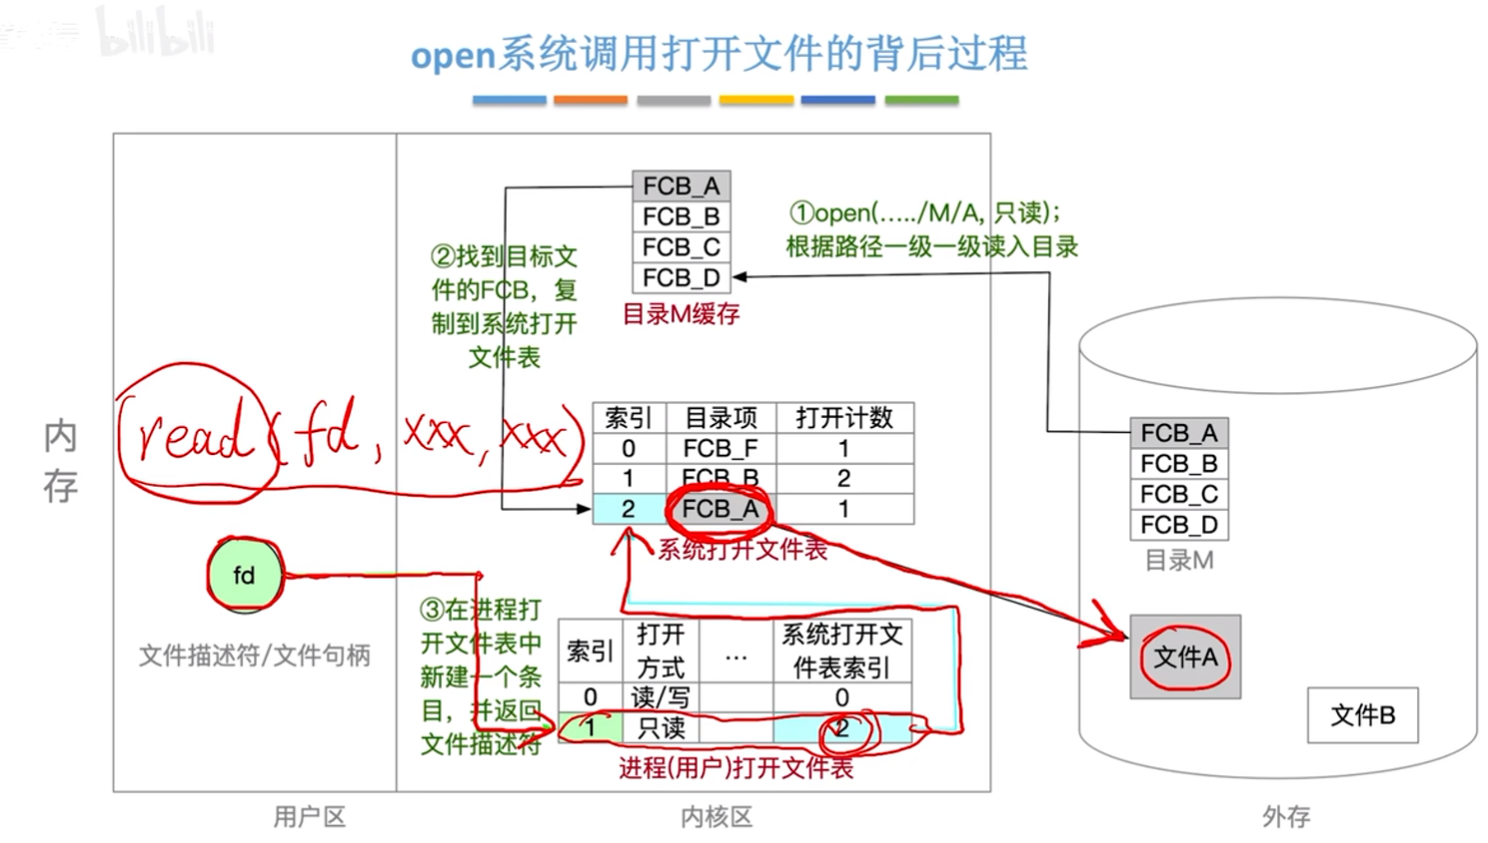 bilibili
open系统调用打开文件的背后过程
FCB_A
FCB_B
FCB_C
FCB_D
目录M缓存
①open(...../M/A, 只读);
根据路径一级一级读入目录
②找到目标文
件的FCB，复
制到系统打开
文件表
内存
read(fd, xxx, xxx)
索引 目录项 打开计数
0 FCB_F 1
1 FCB_B 2
2 FCB_A 1
系统打开文件表
FCB_A
FCB_B
FCB_C
FCB_D
目录M
fd
文件描述符/文件句柄
③在进程打
开文件表中
新建一个条
目，并返回
文件描述符
索引 打开方式 ... 系统打开文件表索引
0 读/写 0
1 只读 2
进程(用户)打开文件表
文件A
文件B
用户区
内核区
外存